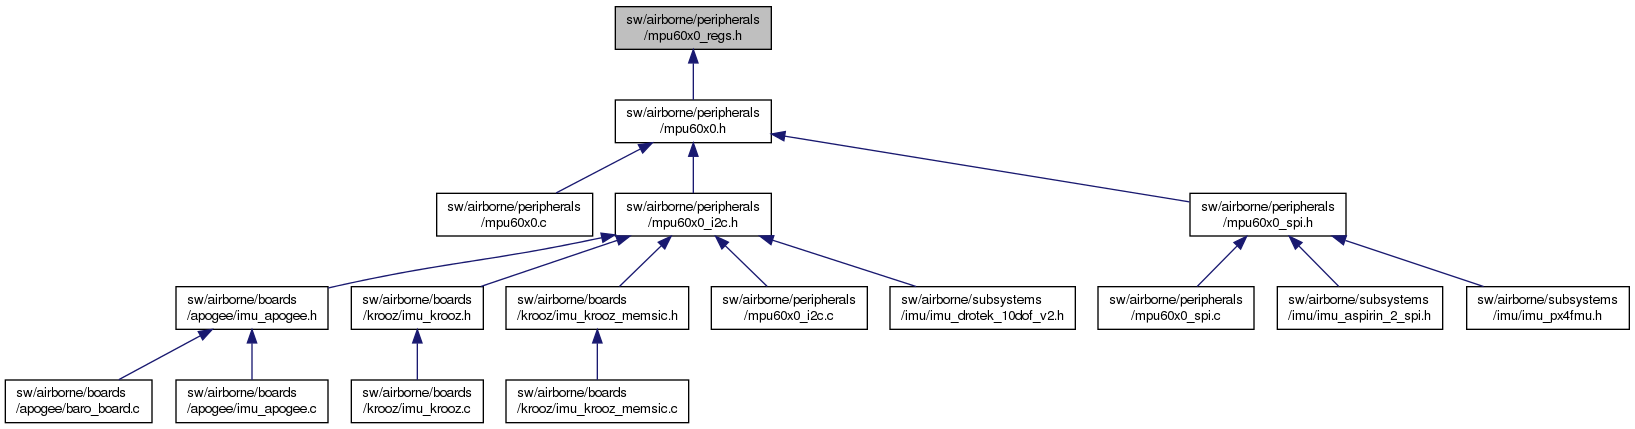 sw/airborne/peripherals
/mpu60x0_regs.h
sw/airborne/peripherals
/mpu60x0.h
sw/airborne/peripherals
/mpu60x0.c
sw/airborne/peripherals
/mpu60x0_i2c.h
sw/airborne/peripherals
/mpu60x0_spi.h
sw/airborne/boards
/apogee/imu_apogee.h
sw/airborne/boards
/krooz/imu_krooz.h
sw/airborne/boards
/krooz/imu_krooz_memsic.h
sw/airborne/peripherals
/mpu60x0_i2c.c
sw/airborne/subsystems
/imu/imu_drotek_10dof_v2.h
sw/airborne/peripherals
/mpu60x0_spi.c
sw/airborne/subsystems
/imu/imu_aspirin_2_spi.h
sw/airborne/subsystems
/imu/imu_px4fmu.h
sw/airborne/boards
/apogee/baro_board.c
sw/airborne/boards
/apogee/imu_apogee.c
sw/airborne/boards
/krooz/imu_krooz.c
sw/airborne/boards
/krooz/imu_krooz_memsic.c